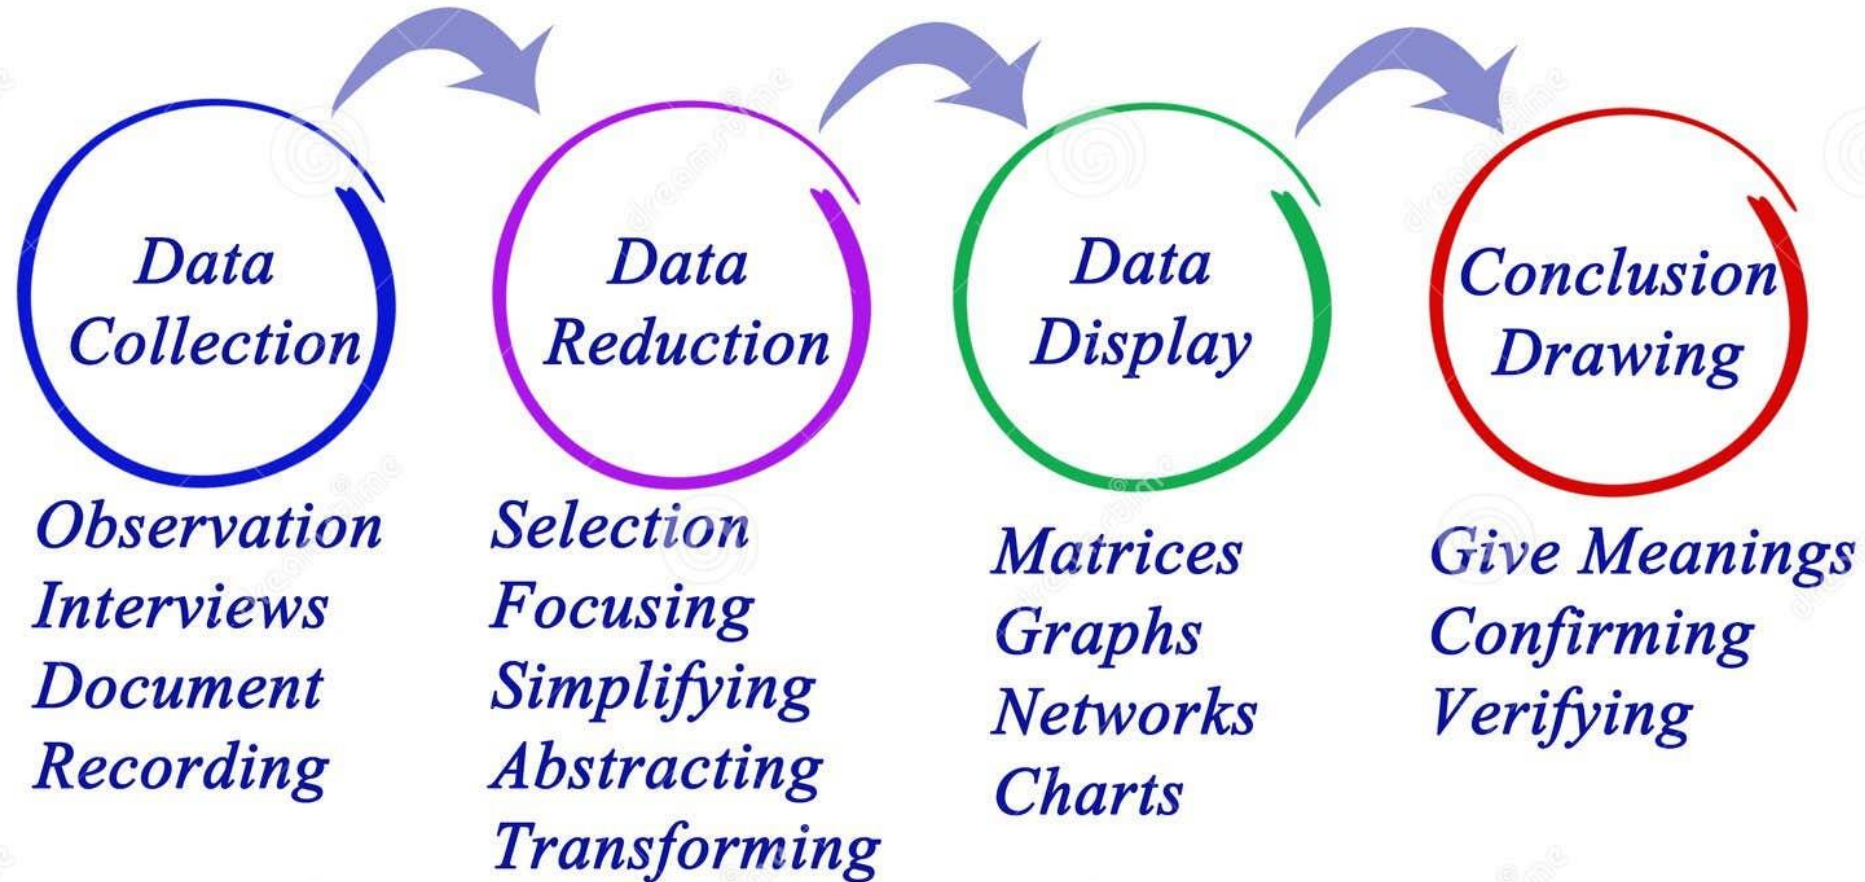 Data
Collection
Observation
Interviews
Document
Recording
Data
Reduction
Selection
Focusing
Simplifying
Abstracting
Transforming
Data
Display
Matrices
Graphs
Networks
Charts
Conclusion
Drawing
Give Meanings
Confirming
Verifying
dreamstime